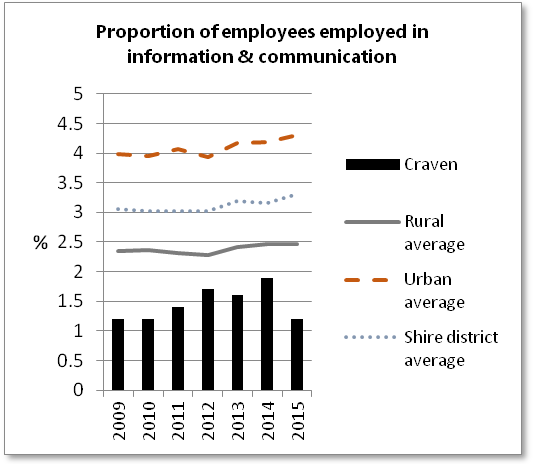 Proportion of employees employed in
information & communication
5
4.5
4
3.5
3
2.5
2
1.5
1
0.5
0
%
2009
2010
2011
2012
2013
2014
2015
Craven
Rural
average
Urban
average
Shire district
average